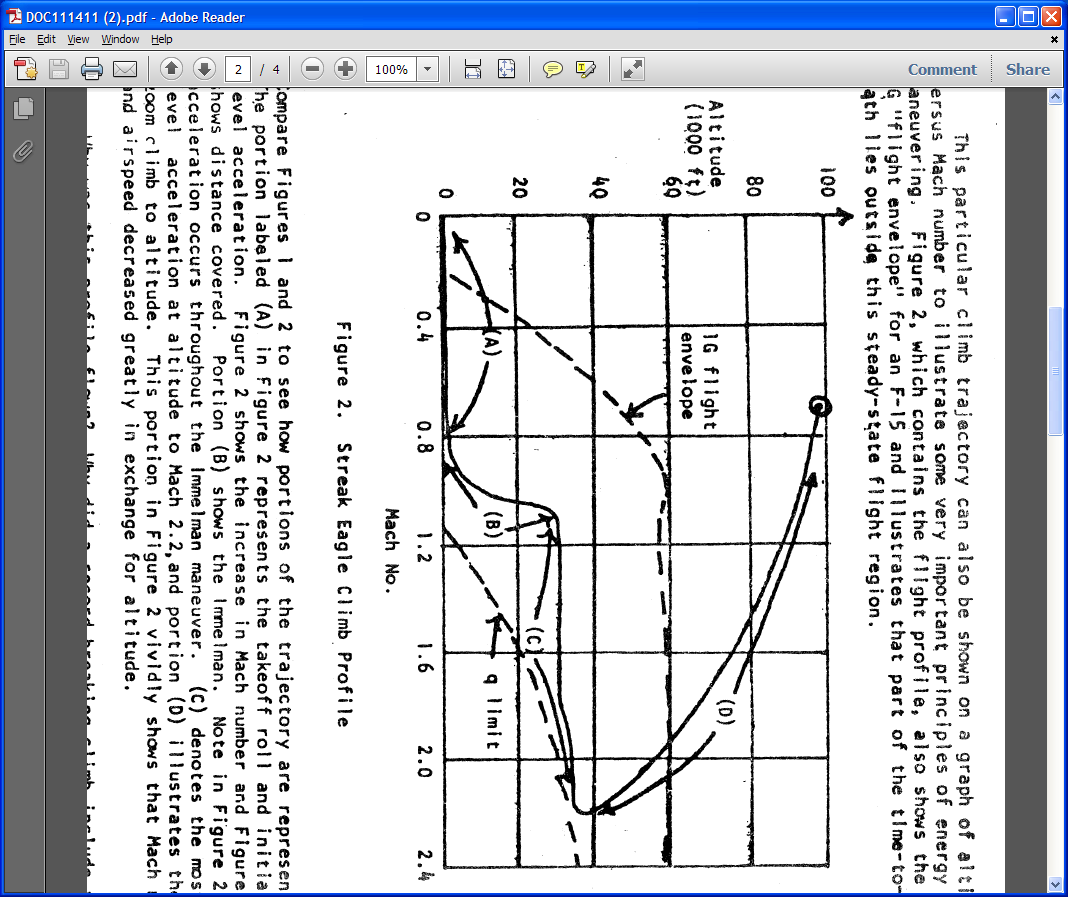 DOC111411 (2).pdf - Adobe Reader
File Edit View Window Help
2 / 4 100% Comment Share
This particular climb trajectory can also be shown on a graph of alti
ersus Mach number to illustrate some very important principles of energy
aneuvering. Figure 2, which contains the flight profile, also shows the
G "flight envelope" for an F-15 and illustrates that part of the time-to-
ath lies outside this steady-state flight region.
Altitude
(1000 ft)
100
80
60
40
20
0
1G flight
envelope
(A)
(B)
(C)
(D)
q limit
0 0.4 0.8 1.2 1.6 2.0 2.4
Mach No.
Figure 2. Streak Eagle Climb Profile
ompare Figures 1 and 2 to see how portions of the trajectory are represen
he portion labeled (A) in Figure 2 represents the takeoff roll and initia
evel acceleration. Figure 2 shows the increase in Mach number and Figure
hows distance covered. Portion (B) shows the Immelman. Note in Figure 2
cceleration occurs throughout the Immelman maneuver. (C) denotes the mos
evel acceleration at altitude to Mach 2.2, and portion (D) illustrates the
oom climb to altitude. This portion in Figure 2 vividly shows that Mach
nd airspeed decreased greatly in exchange for altitude.